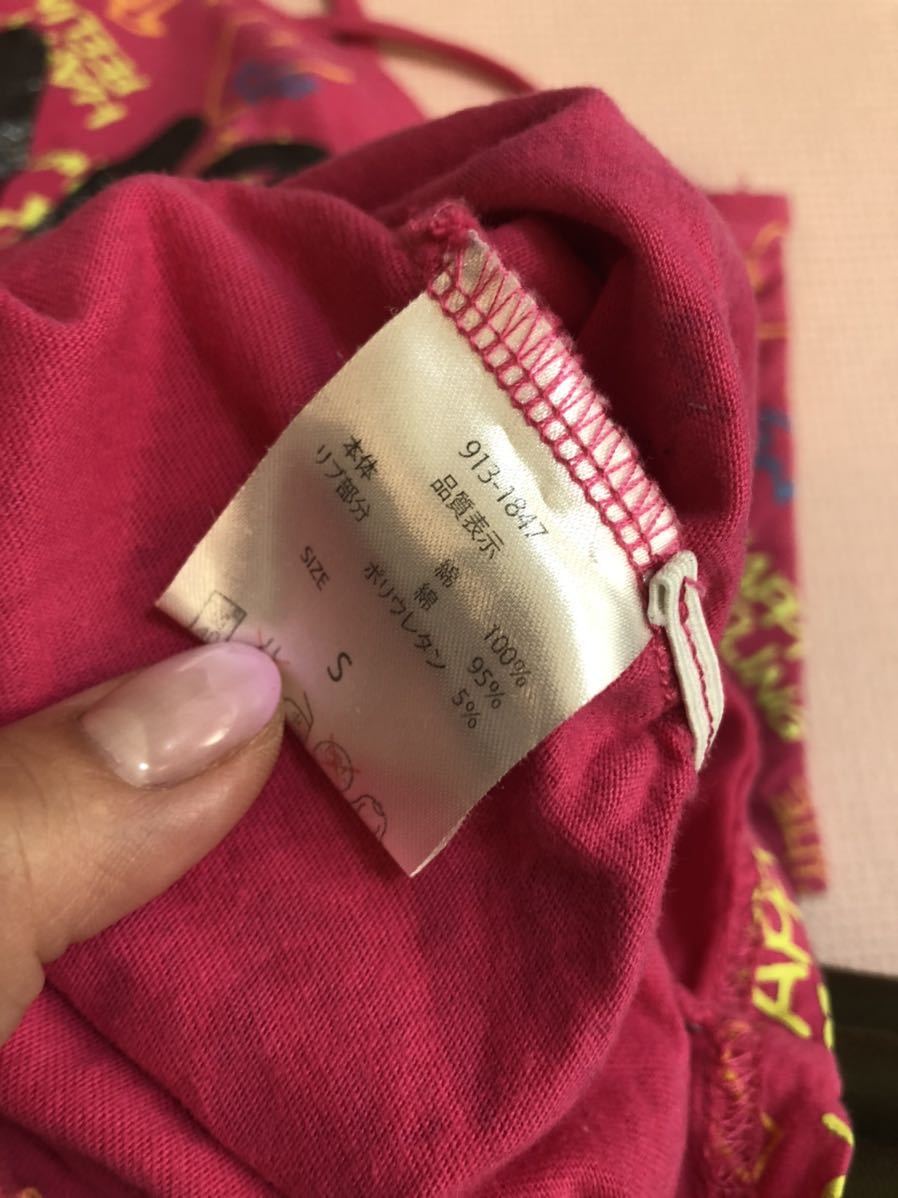 913-1847
品質表示
本体 綿 100%
リブ部分 綿 95%
ポリウレタン 5%
SIZE S